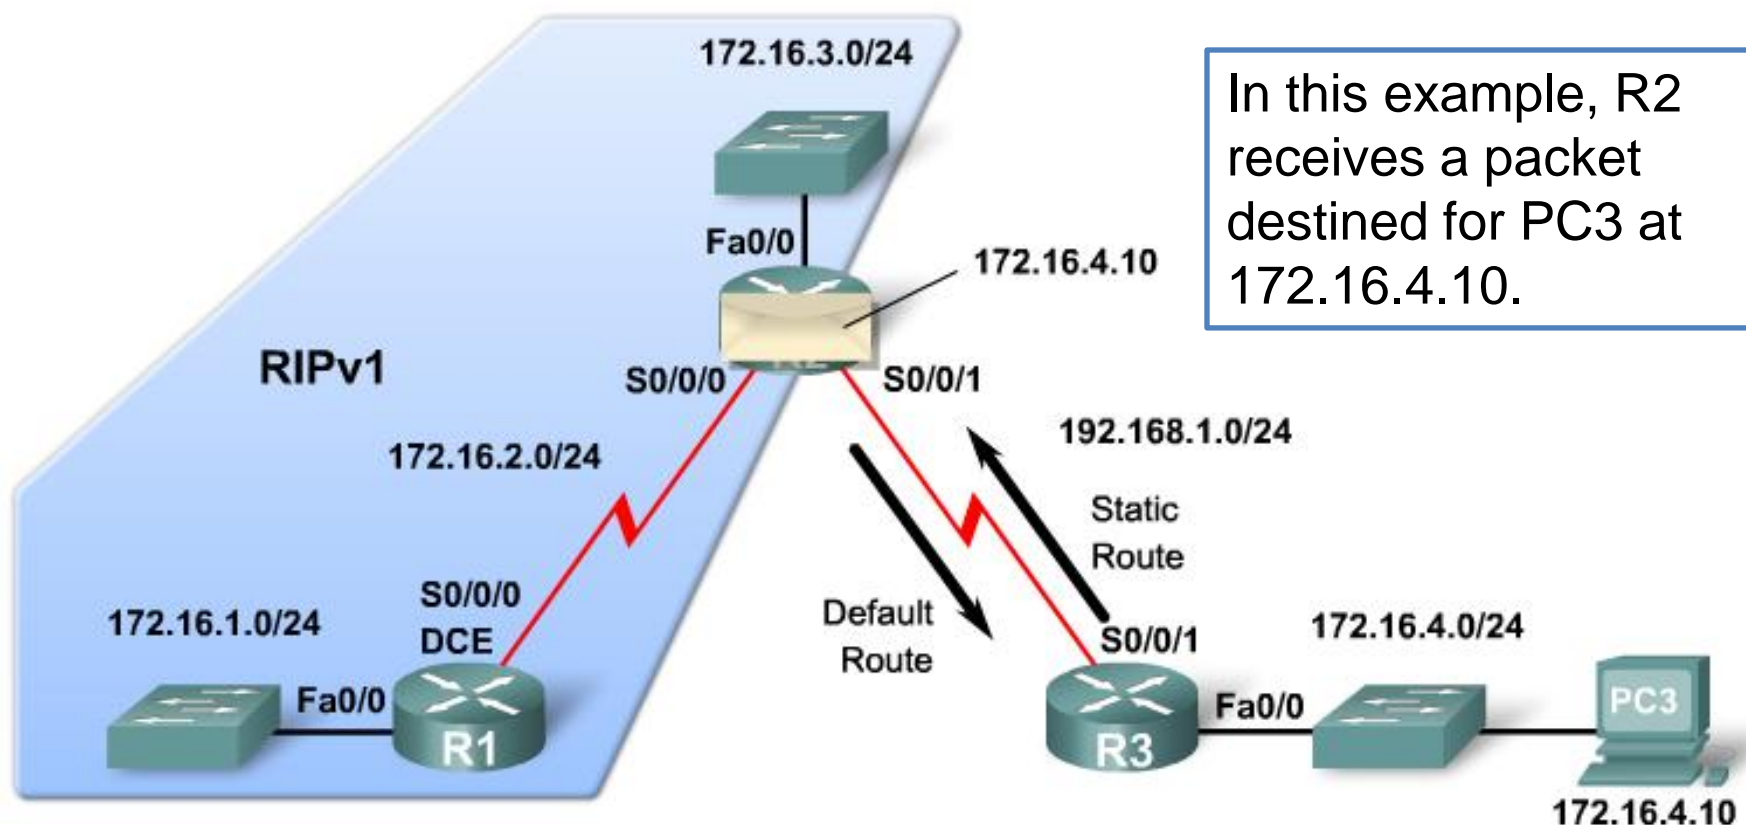 172.16.3.0/24
In this example, R2
receives a packet
destined for PC3 at
172.16.4.10.
Fa0/0
172.16.4.10
RIPv1
S0/0/0
S0/0/1
172.16.2.0/24
192.168.1.0/24
Static
Route
Default
Route
172.16.1.0/24
S0/0/0
DCE
Fa0/0
R1
S0/0/1
172.16.4.0/24
R3
Fa0/0
PC3
172.16.4.10